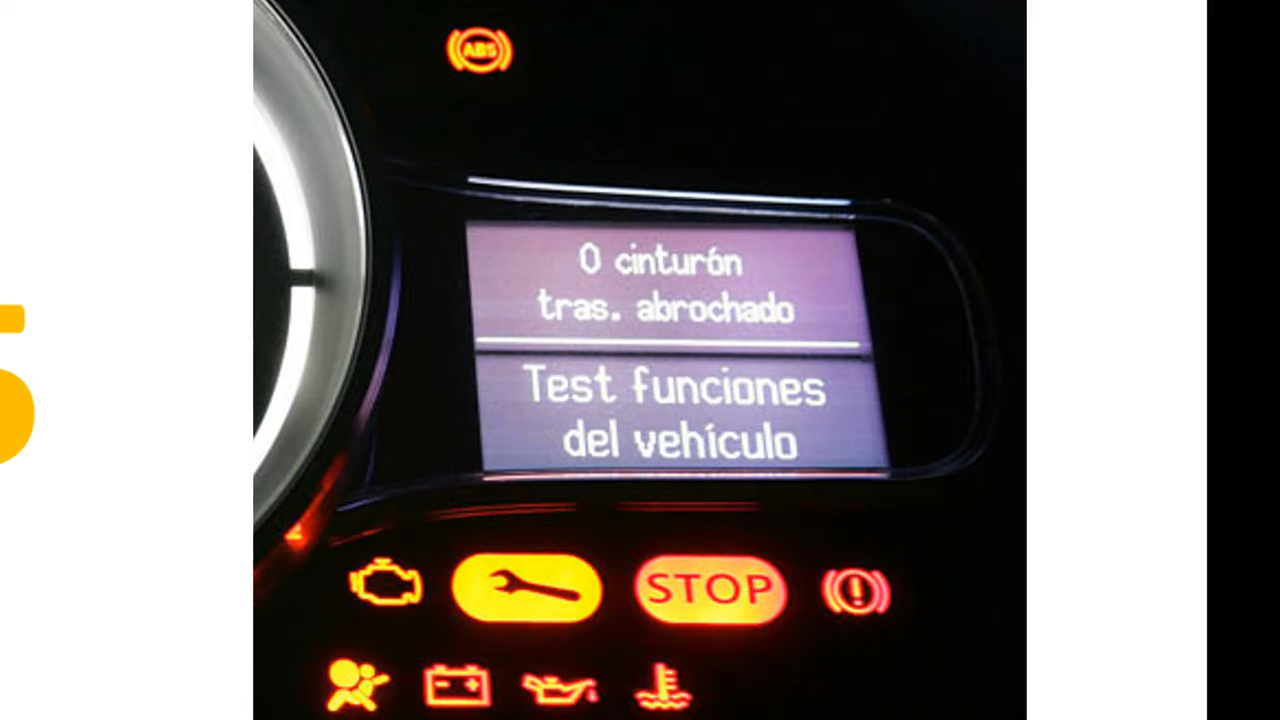 ABS
0 cinturón
tras. abrochado
Test funciones
del vehículo
STOP